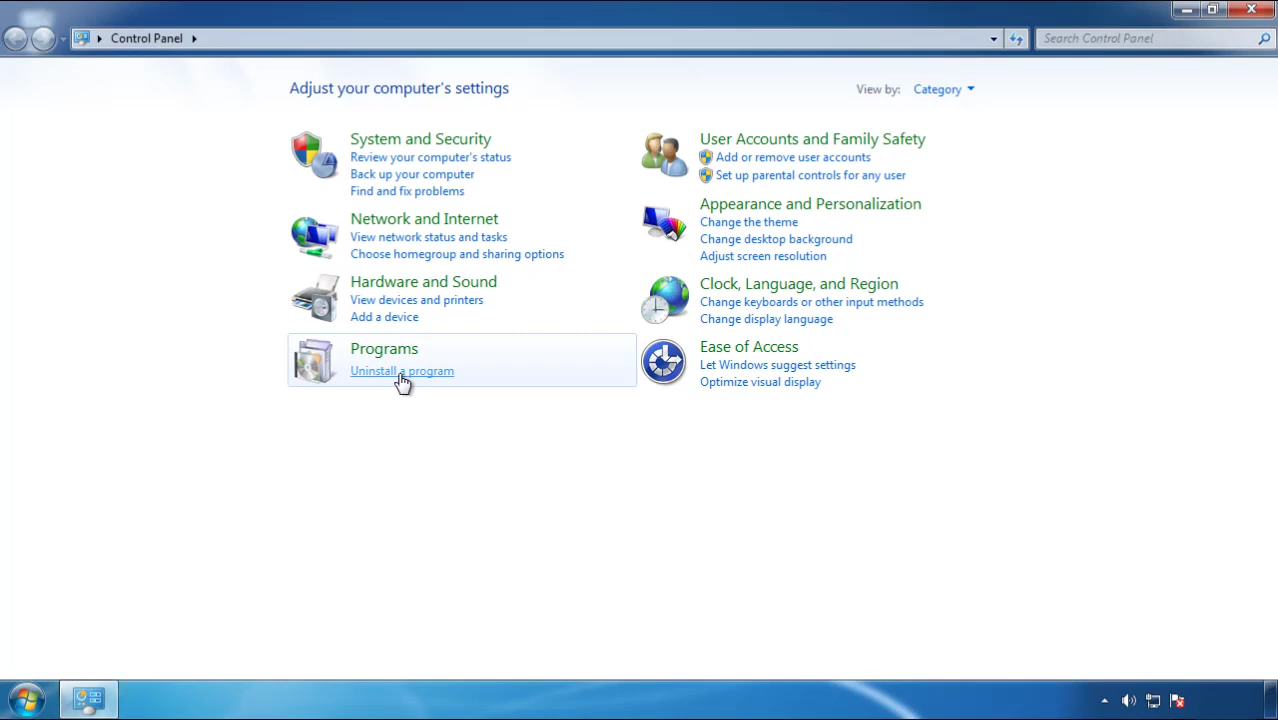 Control Panel
Search Control Panel
Adjust your computer's settings
View by: Category
System and Security
Review your computer's status
Back up your computer
Find and fix problems
Network and Internet
View network status and tasks
Choose homegroup and sharing options
Hardware and Sound
View devices and printers
Add a device
Programs
Uninstall a program
User Accounts and Family Safety
Add or remove user accounts
Set up parental controls for any user
Appearance and Personalization
Change the theme
Change desktop background
Adjust screen resolution
Clock, Language, and Region
Change keyboards or other input methods
Change display language
Ease of Access
Let Windows suggest settings
Optimize visual display